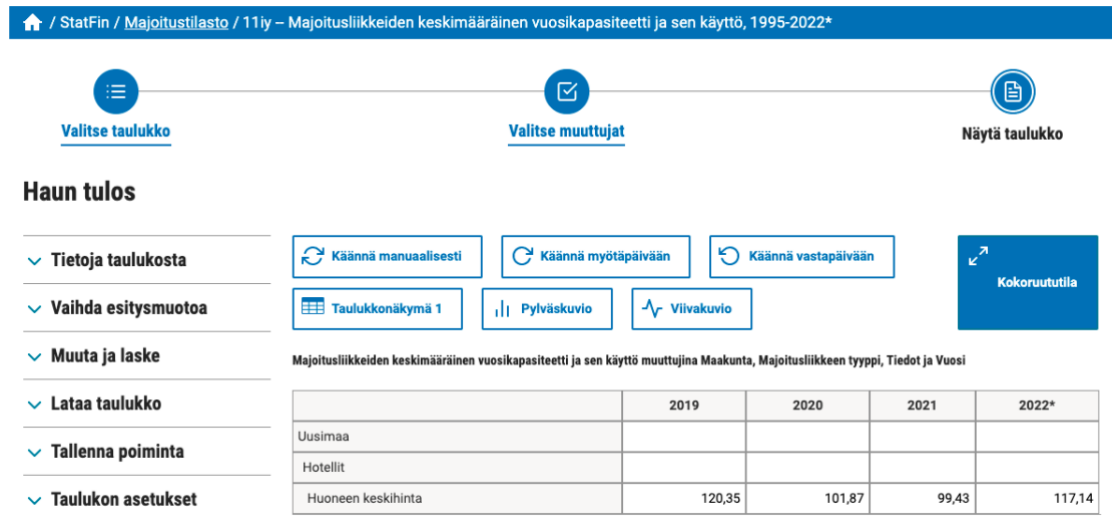 / StatFin / Majoitustilasto / 11iy – Majoitusliikkeiden keskimääräinen vuosikapasiteetti ja sen käyttö, 1995-2022*
Valitse taulukko
Valitse muuttujat
Näytä taulukko
Haun tulos
Tietoja taulukosta
Vaihda esitysmuotoa
Muuta ja laske
Lataa taulukko
Tallenna poiminta
Taulukon asetukset
Käännä manuaalisesti
Käännä myötäpäivään
Käännä vastapäivään
Kokoruututila
Taulukkonäkymä 1
Pylväskuvio
Viivakuvio
Majoitusliikkeiden keskimääräinen vuosikapasiteetti ja sen käyttö muuttujina Maakunta, Majoitusliikkeen tyyppi, Tiedot ja Vuosi
2019 2020 2021 2022*
Uusimaa
Hotellit
Huoneen keskihinta 120,35 101,87 99,43 117,14